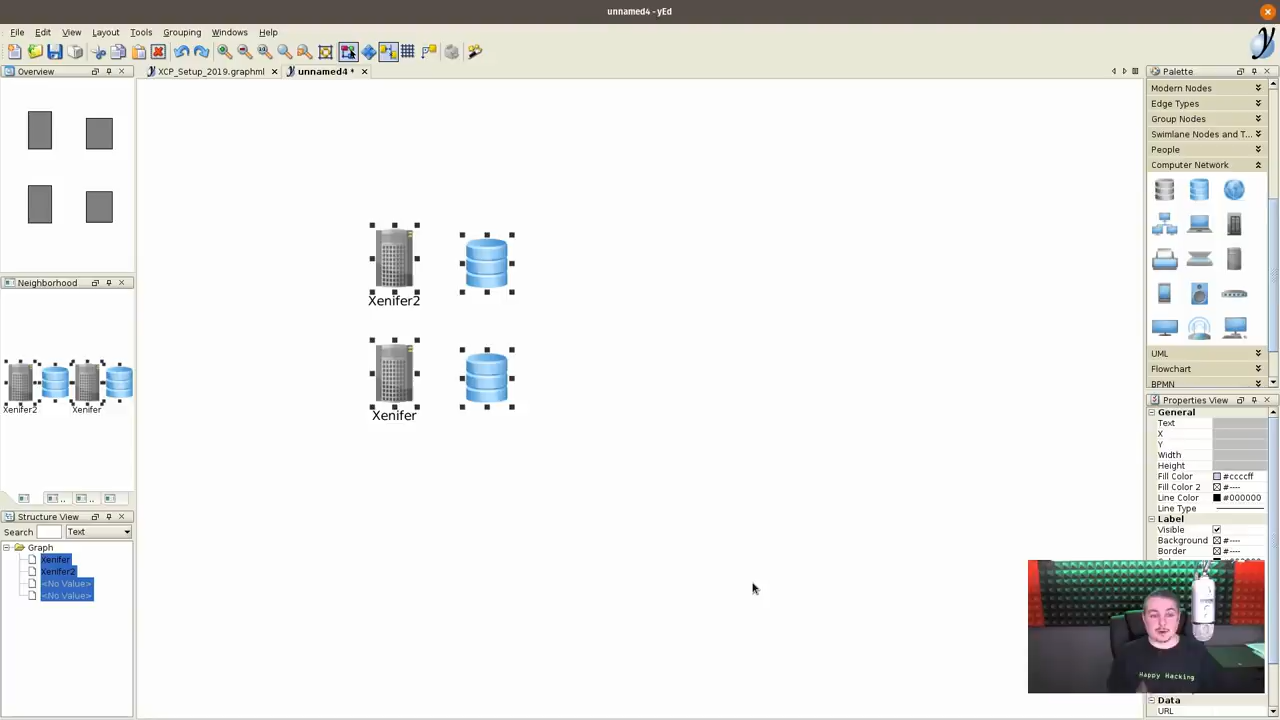 unnamed4 - yEd
File Edit View Layout Tools Grouping Windows Help
Overview
XCP_Setup_2019.graphml
unnamed4 *
Palette
Modern Nodes
Edge Types
Group Nodes
Swimlane Nodes and T...
People
Computer Network
UML
Flowchart
BPMN
Xenifer2
Xenifer
Neighborhood
Xenifer2 Xenifer
Structure View
Search Text
Graph
Xenifer
Xenifer2
<No Value>
<No Value>
Properties View
General
Text
X
Y
Width
Height
Fill Color #ccccff
Fill Color 2 #----
Line Color #000000
Line Type
Label
Visible
Background #----
Border #----
Happy Hacking
Data
URL